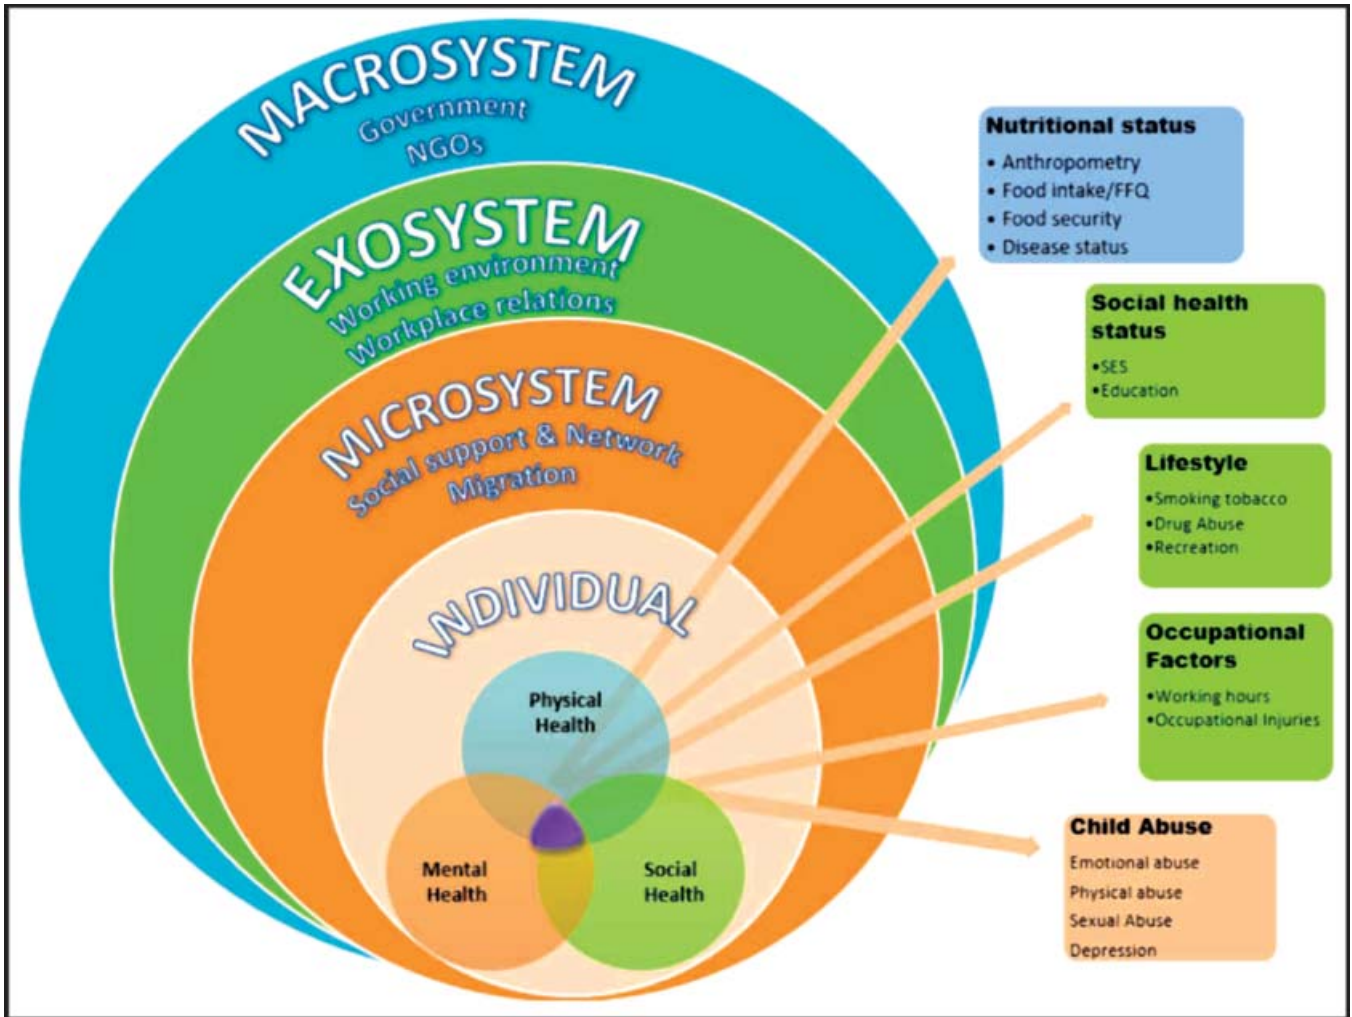 MACROSYSTEM
Government
NGOs
EXOSYSTEM
Working environment
Workplace relations
MICROSYSTEM
Social support & Network
Migration
INDIVIDUAL
Physical
Health
Mental
Health
Social
Health
Nutritional status
• Anthropometry
• Food intake/FFQ
• Food security
• Disease status
Social health
status
•SES
•Education
Lifestyle
•Smoking tobacco
•Drug Abuse
•Recreation
Occupational
Factors
•Working hours
•Occupational Injuries
Child Abuse
Emotional abuse
Physical abuse
Sexual Abuse
Depression